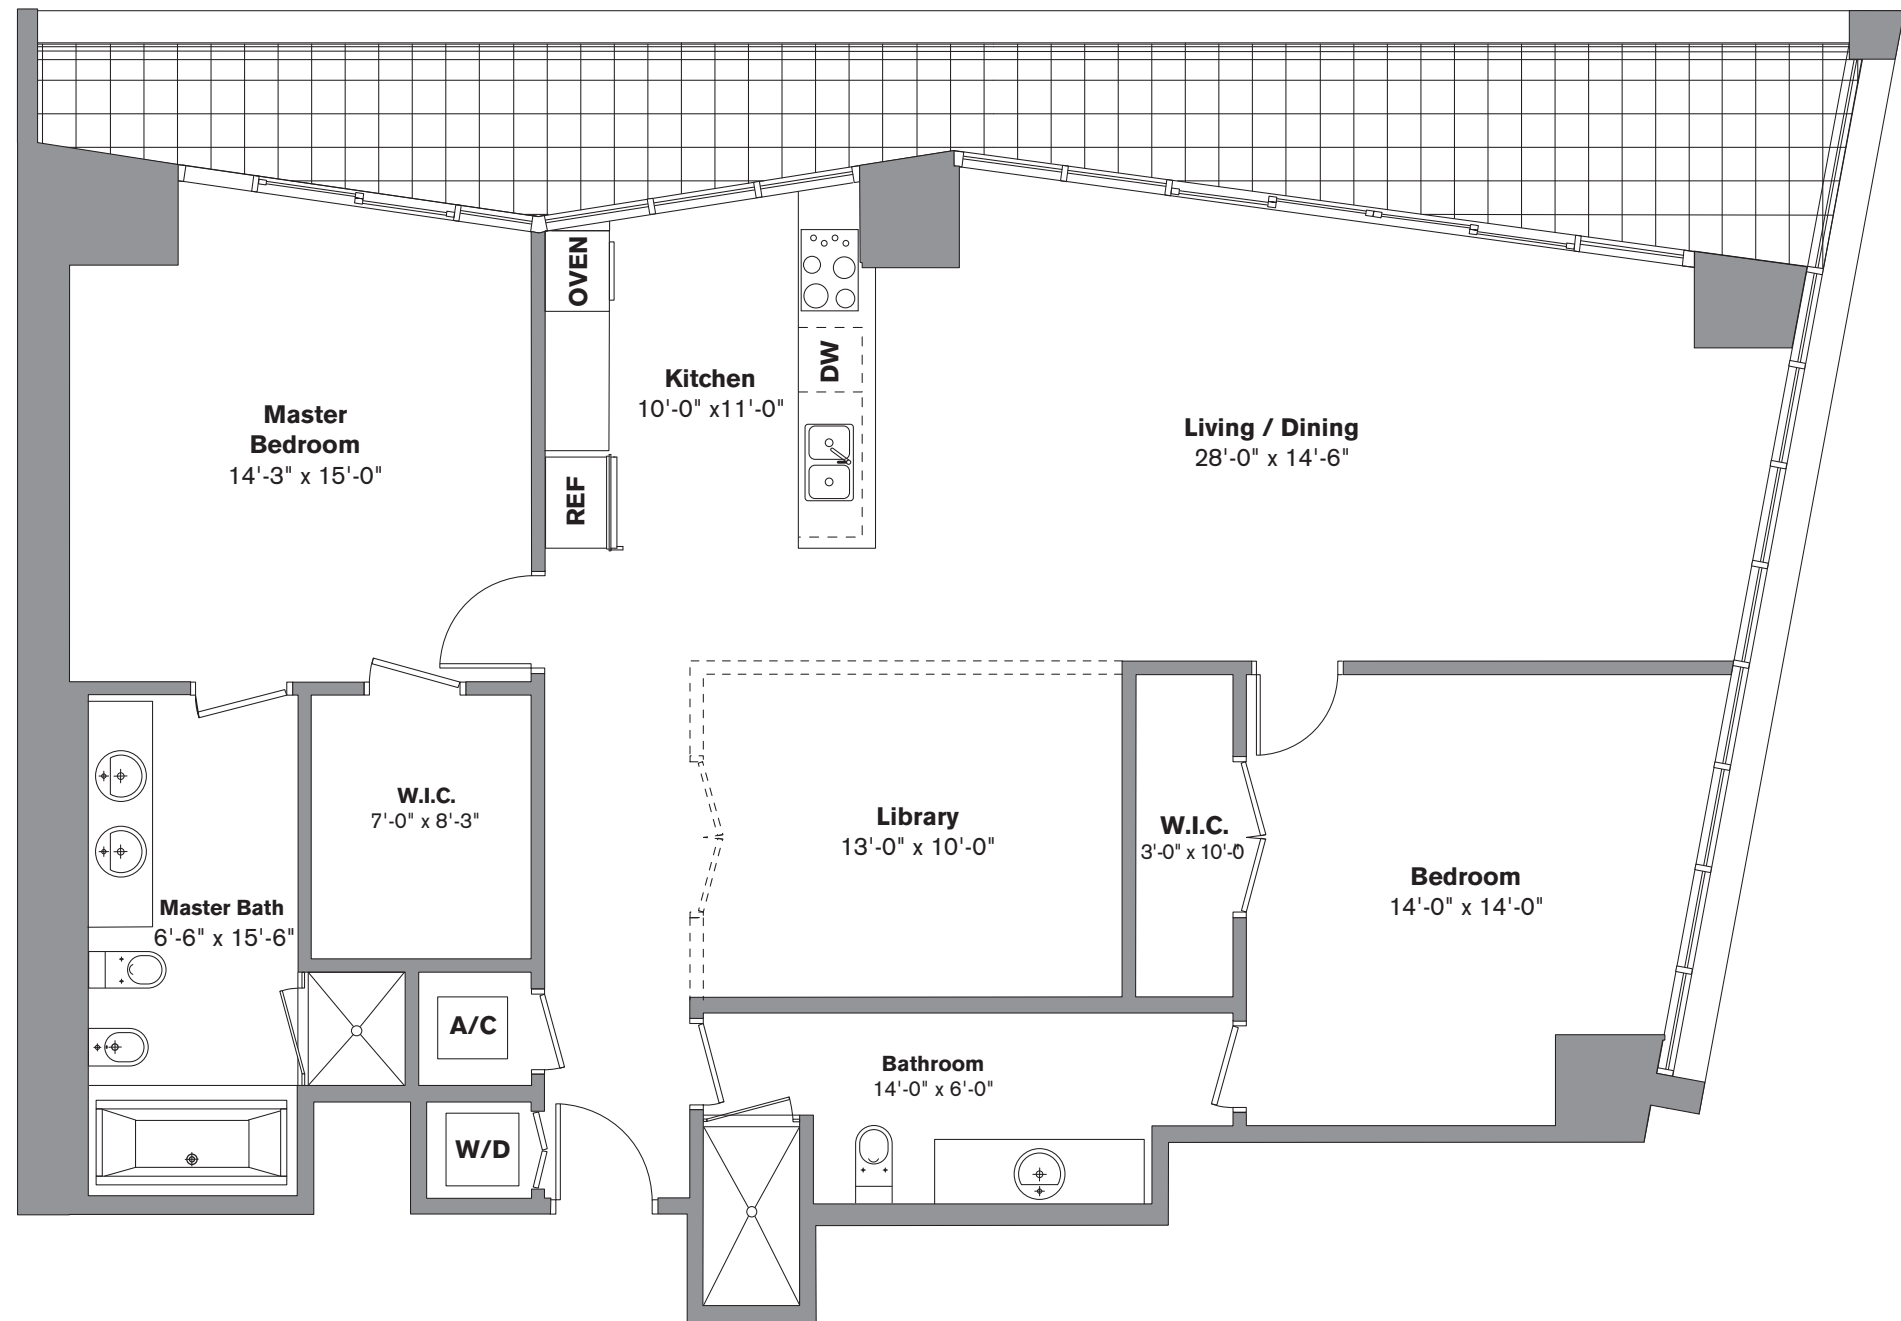 OVEN
Kitchen
10'-0" x11'-0"
DW
REF
Master
Bedroom
14'-3" x 15'-0"
Living / Dining
28'-0" x 14'-6"
W.I.C.
7'-0" x 8'-3"
Library
13'-0" x 10'-0"
W.I.C.
3'-0" x 10'-0
Bedroom
14'-0" x 14'-0"
Master Bath
6'-6" x 15'-6"
A/C
Bathroom
14'-0" x 6'-0"
W/D